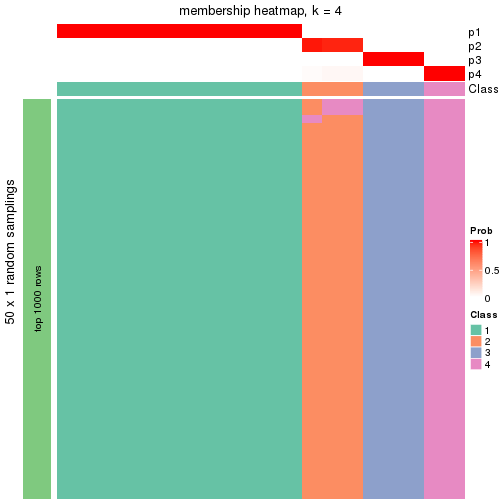 membership heatmap, k = 4
p1
p2
p3
p4
Class
50 x 1 random samplings
top 1000 rows
Prob
1
0.5
0
Class
1
2
3
4